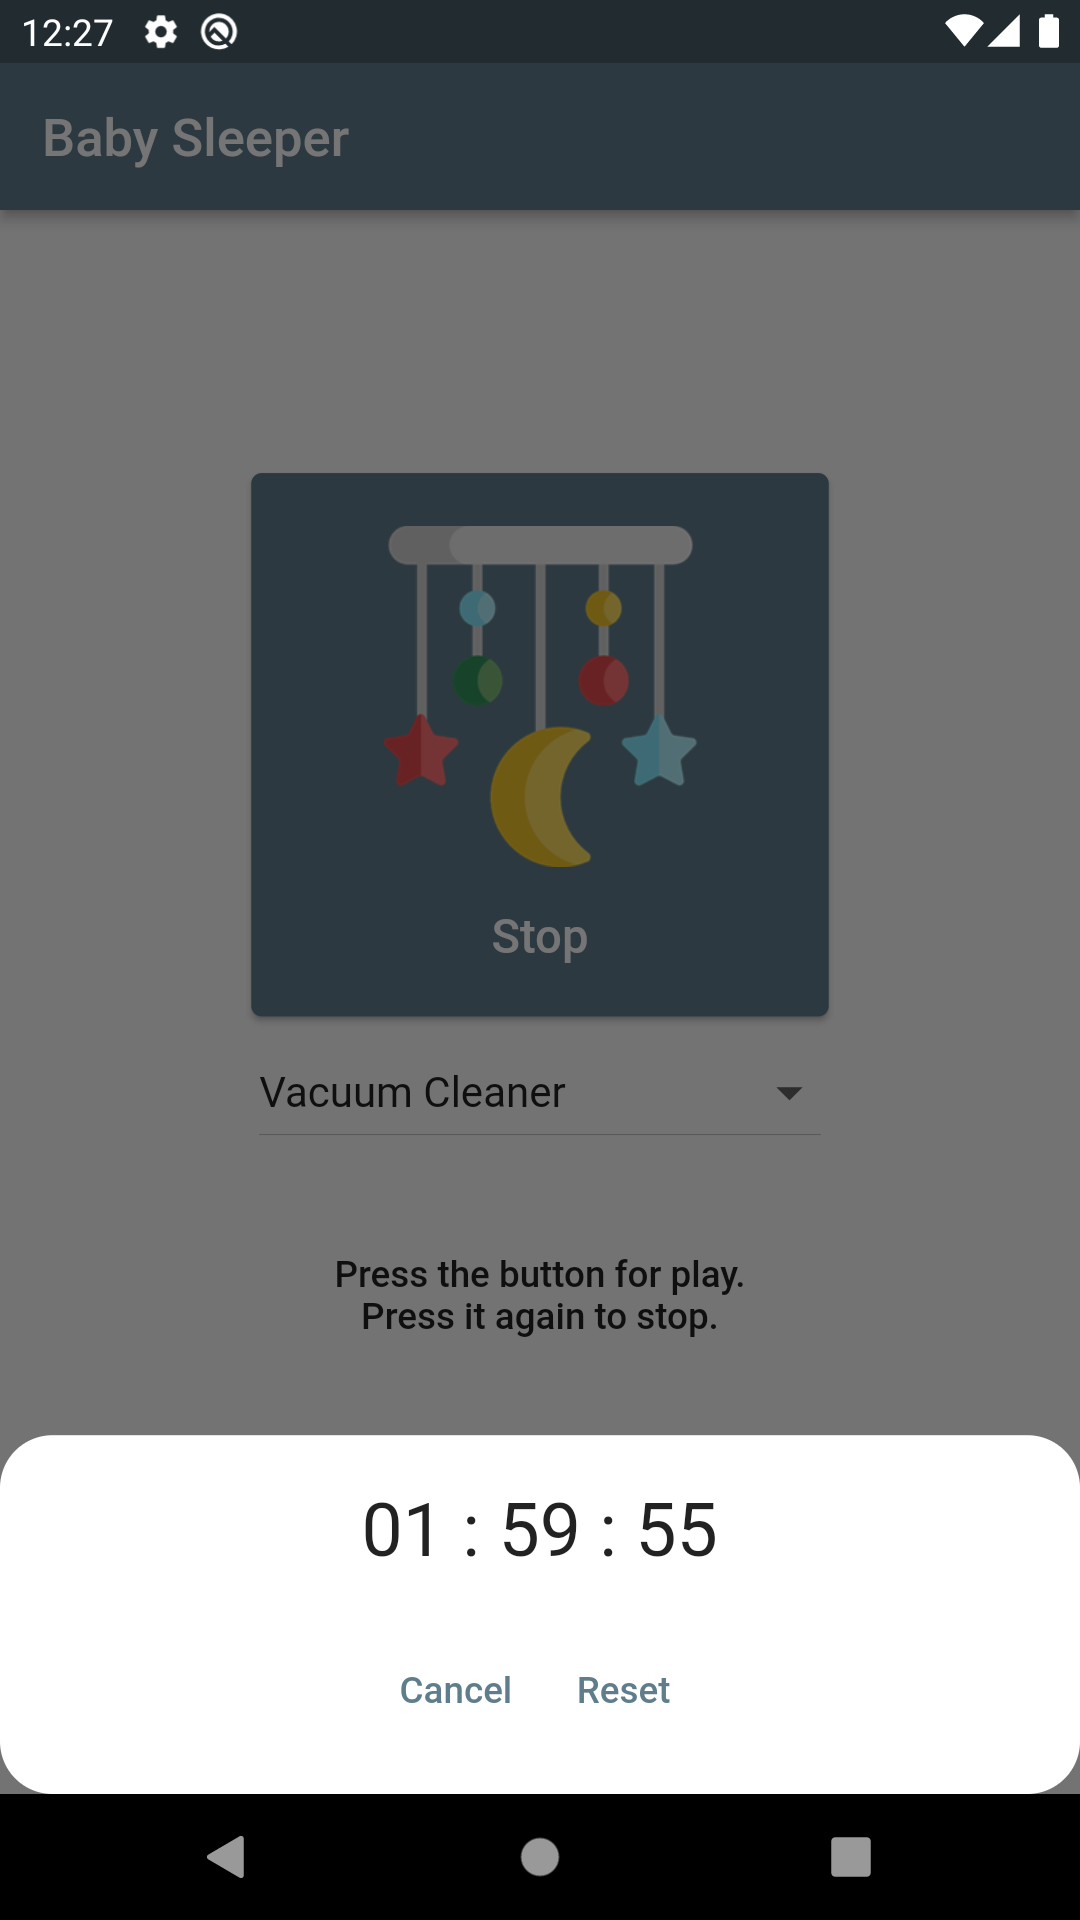 12:27
Baby Sleeper
Stop
Vacuum Cleaner
Press the button for play.
Press it again to stop.
01 : 59 : 55
Cancel Reset